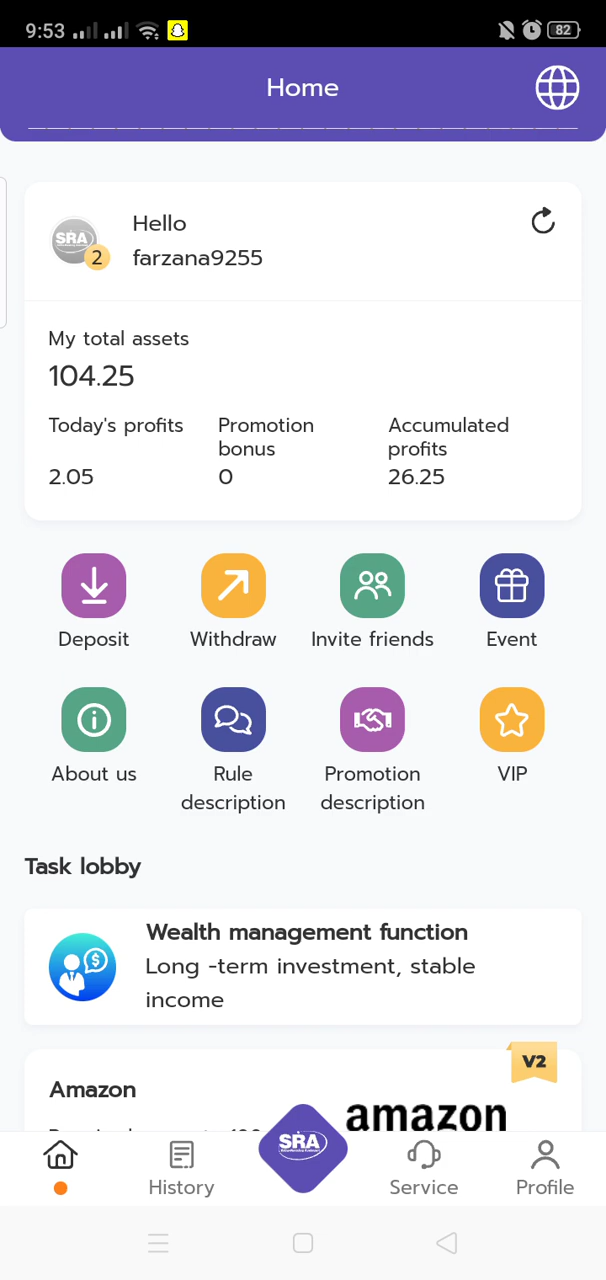 9:53
82
Home
SRA
2
Hello
farzana9255
My total assets
104.25
Today's profits
Promotion
bonus
Accumulated
profits
2.05
0
26.25
Deposit
Withdraw
Invite friends
Event
About us
Rule
description
Promotion
description
VIP
Task lobby
Wealth management function
Long -term investment, stable
income
V2
Amazon
amazon
SRA
History
Service
Profile